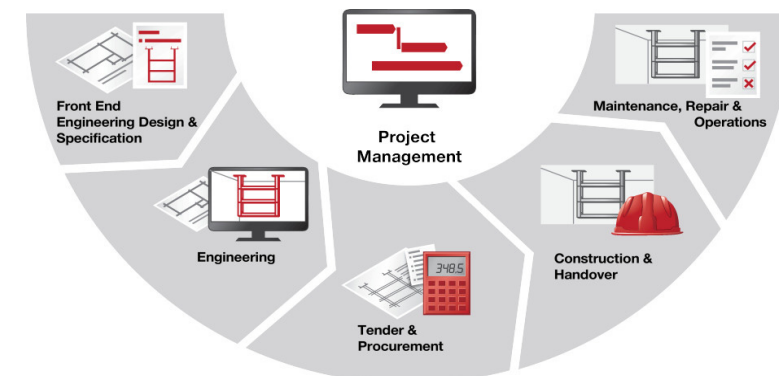 Project
Management
Front End
Engineering Design &
Specification
Engineering
348.5
Tender &
Procurement
Construction &
Handover
Maintenance, Repair &
Operations